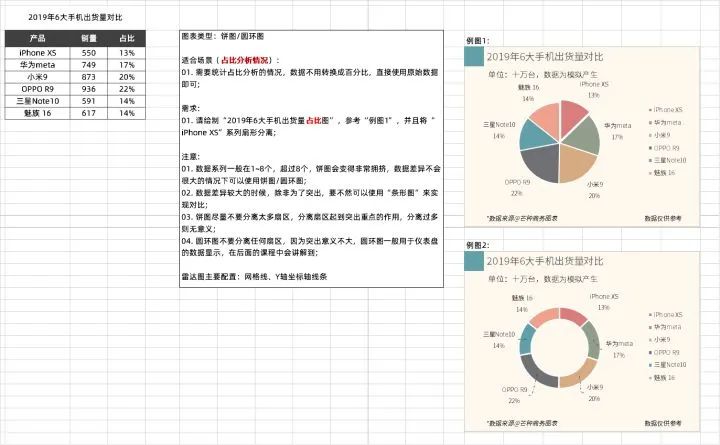 2019年6大手机出货量对比
产品 销量 占比
iPhone XS 550 13%
华为meta 749 17%
小米9 873 20%
OPPO R9 936 22%
三星Note10 591 14%
魅族 16 617 14%
图表类型：饼图/圆环图
适合场景（占比分析情况）：
01. 需要统计占比分析的情况，数据不用转换成百分比，直接使用原始数据
即可；
需求：
01. 请绘制“2019年6大手机出货量占比图”，参考“例图1”，并且将“
iPhone XS”系列扇形分离；
注意：
01. 数据系列一般在1~8个，超过8个，饼图会变得非常拥挤，数据差异不会
很大的情况下可以使用饼图/圆环图；
02. 数据差异较大的时候，除非为了突出，要不然可以使用“条形图”来实
现对比；
03. 饼图尽量不要分离太多扇区，分离扇区起到突出重点的作用，分离过多
则无意义；
04. 圆环图不要分离任何扇区，因为突出意义不大，圆环图一般用于仪表盘
的数据显示，在后面的课程中会讲解到；
雷达图主要配置：网格线、Y轴坐标轴线条
例图1：
2019年6大手机出货量对比
单位：十万台，数据为模拟产生
魅族 16
14%
iPhone XS
13%
三星Note10
14%
华为meta
17%
OPPO R9
22%
小米9
20%
iPhone XS
华为meta
小米9
OPPO R9
三星Note10
魅族 16
*数据来源@芒种商务图表
数据仅供参考
例图2：
2019年6大手机出货量对比
单位：十万台，数据为模拟产生
魅族 16
14%
iPhone XS
13%
三星Note10
14%
华为meta
17%
OPPO R9
22%
小米9
20%
iPhone XS
华为meta
小米9
OPPO R9
三星Note10
魅族 16
*数据来源@芒种商务图表
数据仅供参考